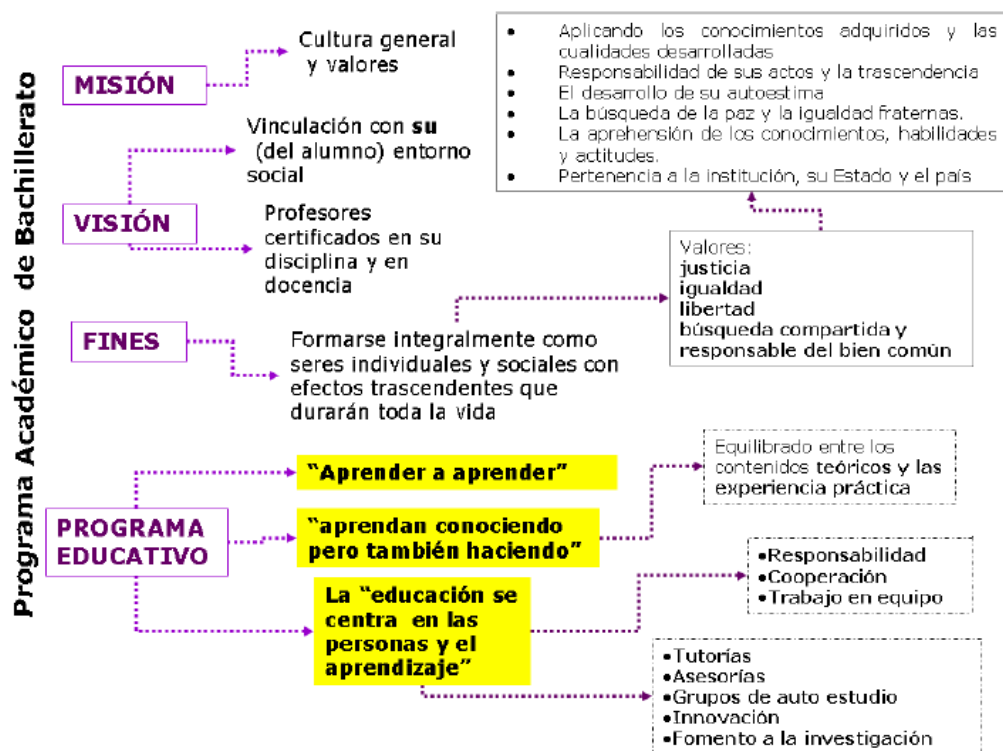 Programa Académico de Bachillerato
MISIÓN
Cultura general
y valores
VISIÓN
Vinculación con su
(del alumno) entorno
social
Profesores
certificados en su
disciplina y en
docencia
FINES
Formarse integralmente como
seres individuales y sociales con
efectos trascendentes que
durarán toda la vida
Valores:
justicia
igualdad
libertad
búsqueda compartida y
responsable del bien común
• Aplicando los conocimientos adquiridos y las
cualidades desarrolladas
• Responsabilidad de sus actos y la trascendencia
• El desarrollo de su autoestima
• La búsqueda de la paz y la igualdad fraternas.
• La aprehensión de los conocimientos, habilidades
y actitudes.
• Pertenencia a la institución, su Estado y el país
PROGRAMA
EDUCATIVO
“Aprender a aprender”
“aprendan conociendo
pero también haciendo”
Equilibrado entre los
contenidos teóricos y las
experiencia práctica
La “educación se
centra en las
personas y el
aprendizaje”
•Responsabilidad
•Cooperación
•Trabajo en equipo
•Tutorías
•Asesorías
•Grupos de auto estudio
•Innovación
•Fomento a la investigación